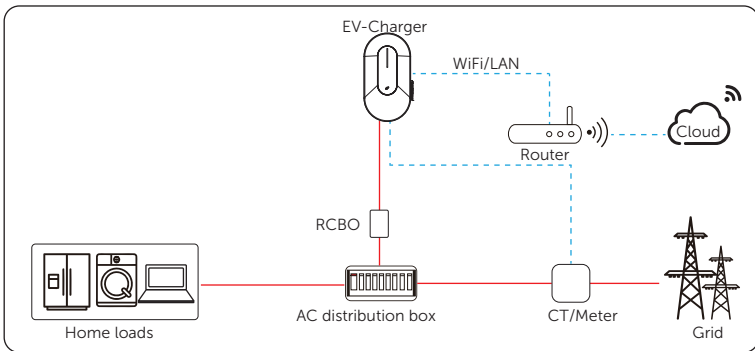 EV-Charger
WiFi/LAN
Cloud
Router
RCBO
Home loads
AC distribution box
CT/Meter
Grid